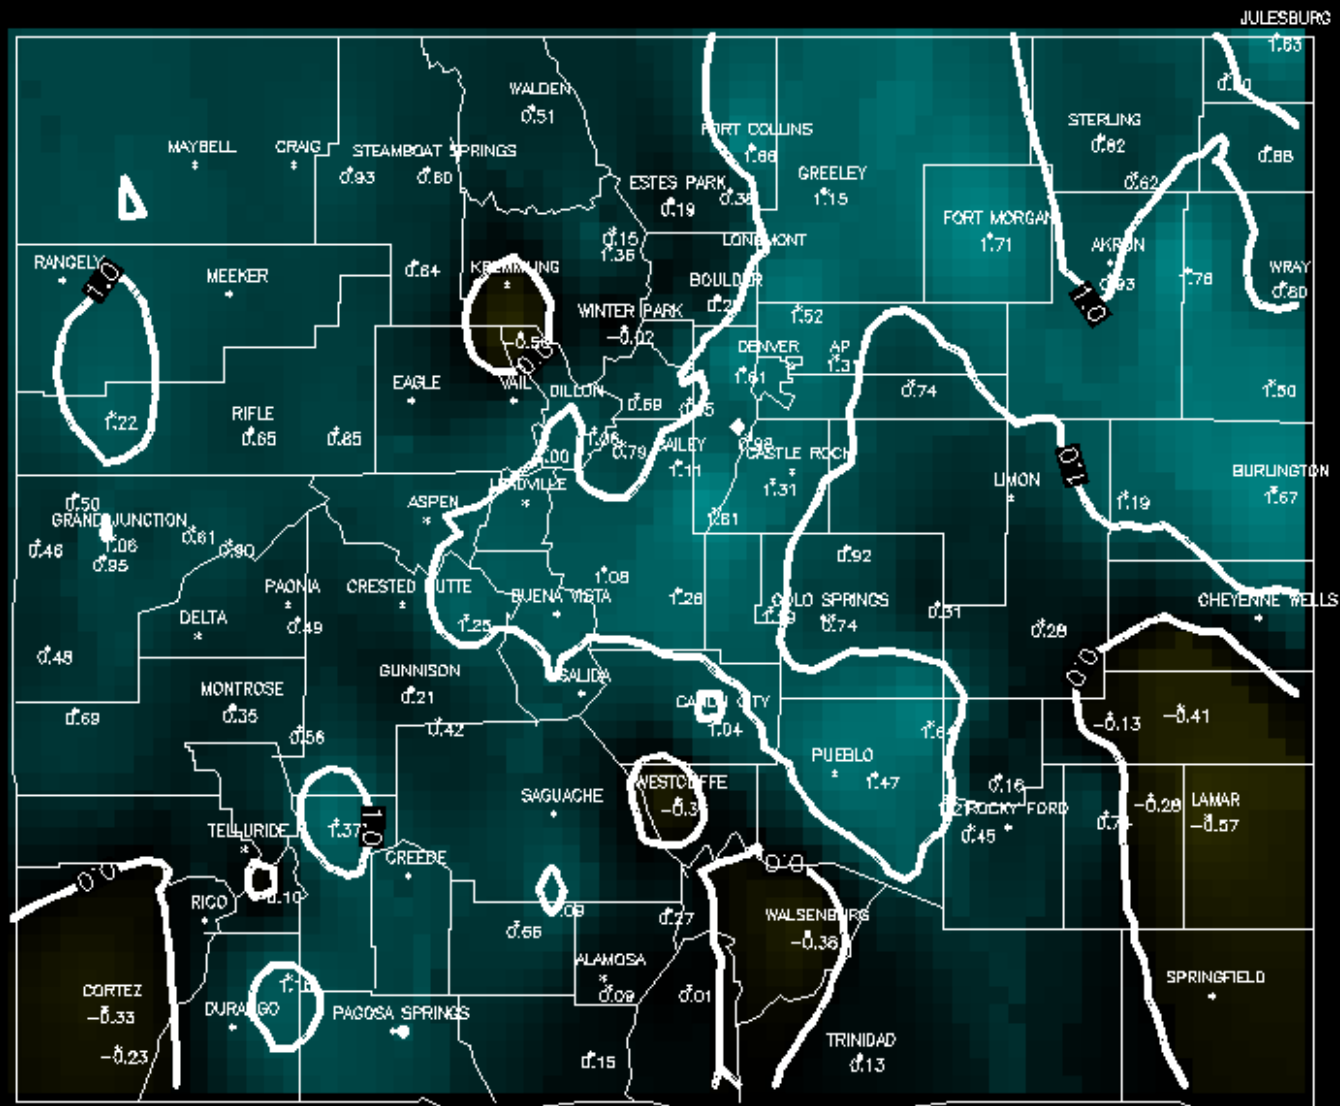 JULESBURG
1.63
WALDEN
0.51
STERLING
0.82
FORT COLLINS
1.66
MAYBELL
CRAIG
STEAMBOAT SPRINGS
0.93
0.80
0.88
ESTES PARK
0.38
0.19
GREELEY
1.15
0.62
FORT MORGAN
1.71
0.15
1.36
LONGMONT
AKRON
0.93
RANGELY
1.0
MEEKER
0.64
KREMMLING
BOULDER
WRAY
0.80
1.0
WINTER PARK
-0.02
1.52
0.0
DENVER
1.61
AP
EAGLE
VAIL
DILLON
0.74
1.50
0.69
1.22
RIFLE
0.65
0.85
0.79
BAILEY
1.11
CASTLE ROCK
1.31
1.0
LIMON
BURLINGTON
1.67
LEADVILLE
ASPEN
0.50
1.19
GRAND JUNCTION
1.06
0.46
0.95
0.61
0.90
1.61
0.92
PAONIA
0.49
CRESTED BUTTE
1.25
1.08
BUENA VISTA
1.26
COLO SPRINGS
0.74
0.31
CHEYENNE WELLS
DELTA
0.28
0.48
GUNNISON
0.21
SALIDA
0.0
MONTROSE
0.35
CANON CITY
1.04
0.69
0.42
0.56
-0.13
-0.41
PUEBLO
1.47
WESTCLIFFE
0.16
SAGUACHE
ROCKY FORD
0.45
-0.28
LAMAR
-0.57
TELLURIDE
1.37
1.0
CREEDE
0.0
0.0
-0.10
RICO
0.66
0.27
WALSENBURG
-0.38
ALAMOSA
0.09
0.01
SPRINGFIELD
CORTEZ
-0.33
DURANGO
PAGOSA SPRINGS
-0.23
0.15
TRINIDAD
0.13